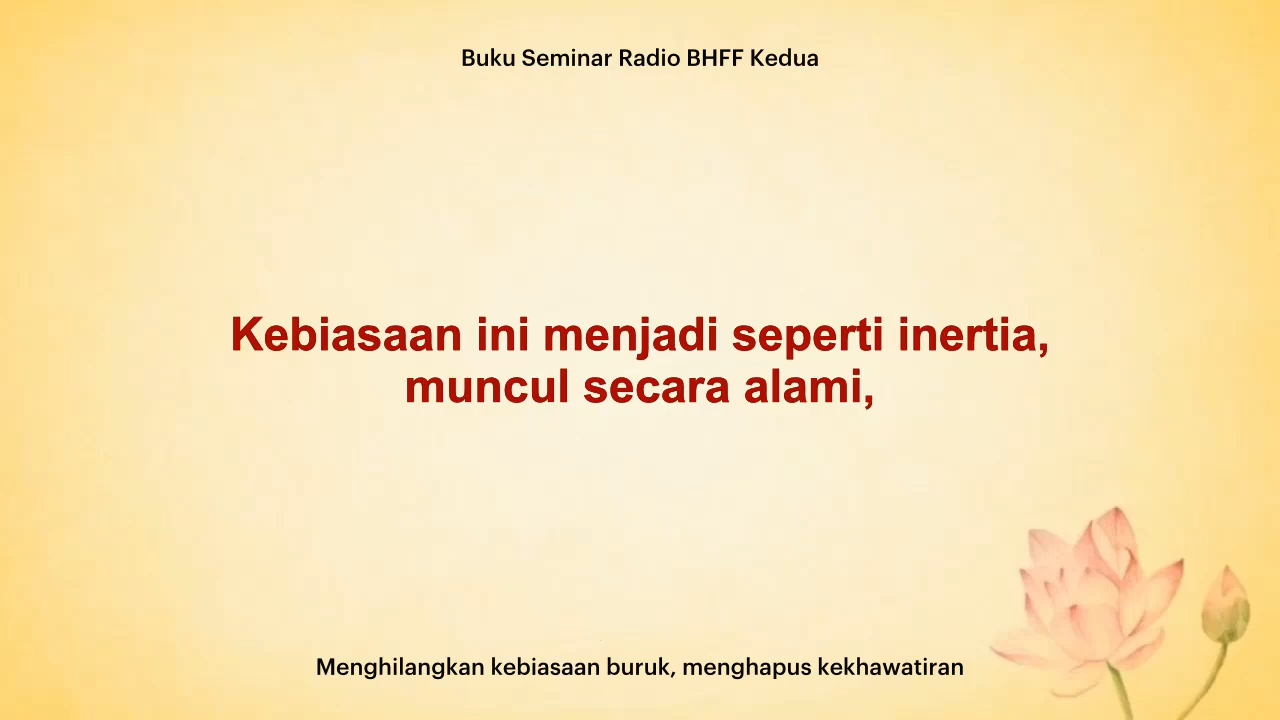 Buku Seminar Radio BHFF Kedua
Kebiasaan ini menjadi seperti inertia,
muncul secara alami,
Menghilangkan kebiasaan buruk, menghapus kekhawatiran